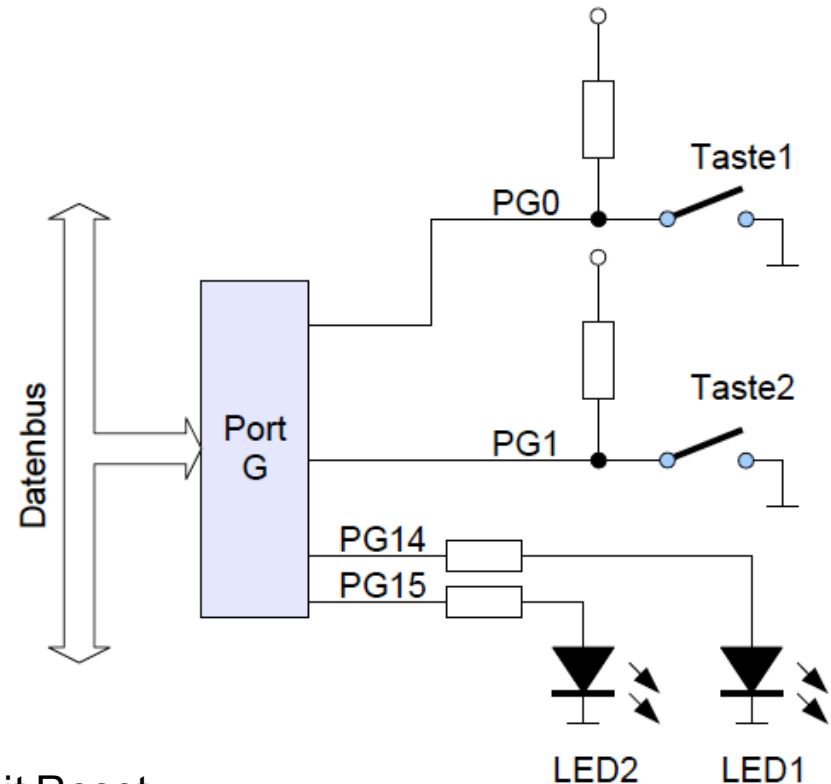 Taste1
PG0
Taste2
Datenbus
Port
G
PG1
PG14
PG15
LED2
LED1